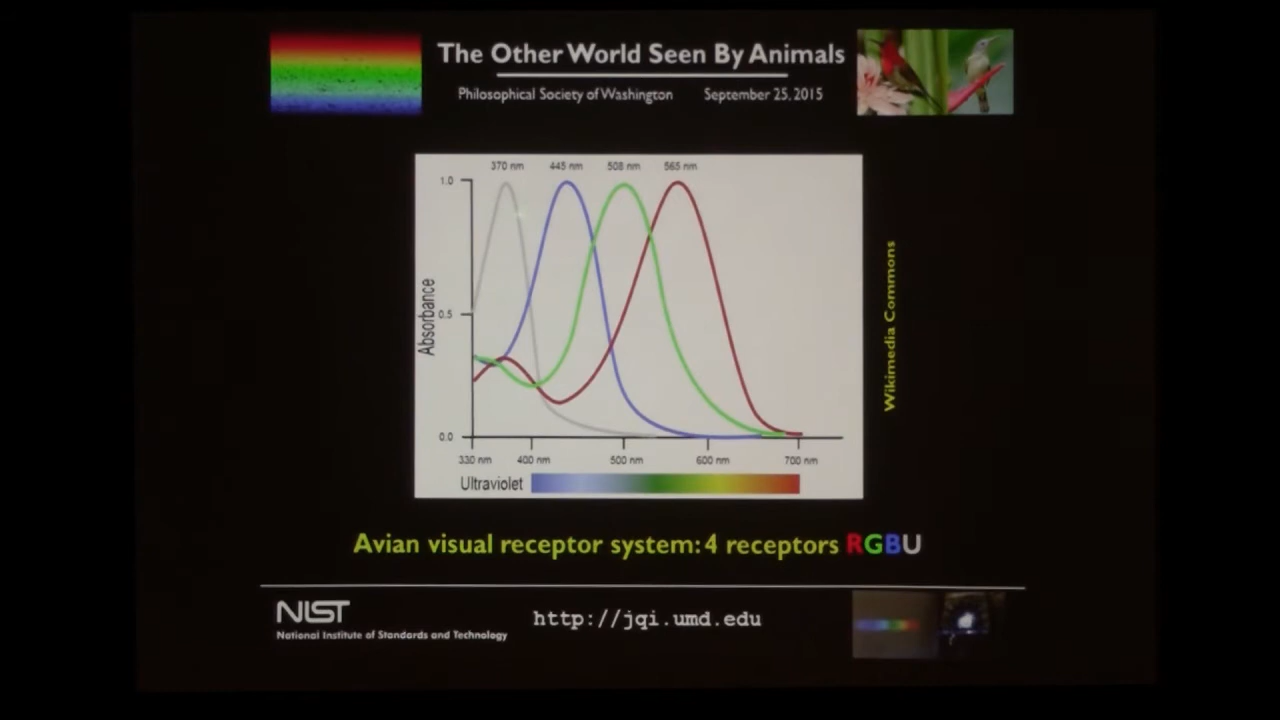 The Other World Seen By Animals
Philosophical Society of Washington September 25, 2015
370 nm 445 nm 508 nm 565 nm
1.0
Absorbance
0.5
0.0
330 nm 400 nm 500 nm 600 nm 700 nm
Ultraviolet
Wikimedia Commons
Avian visual receptor system: 4 receptors RGBU
NIST
National Institute of Standards and Technology
http://jqi.umd.edu